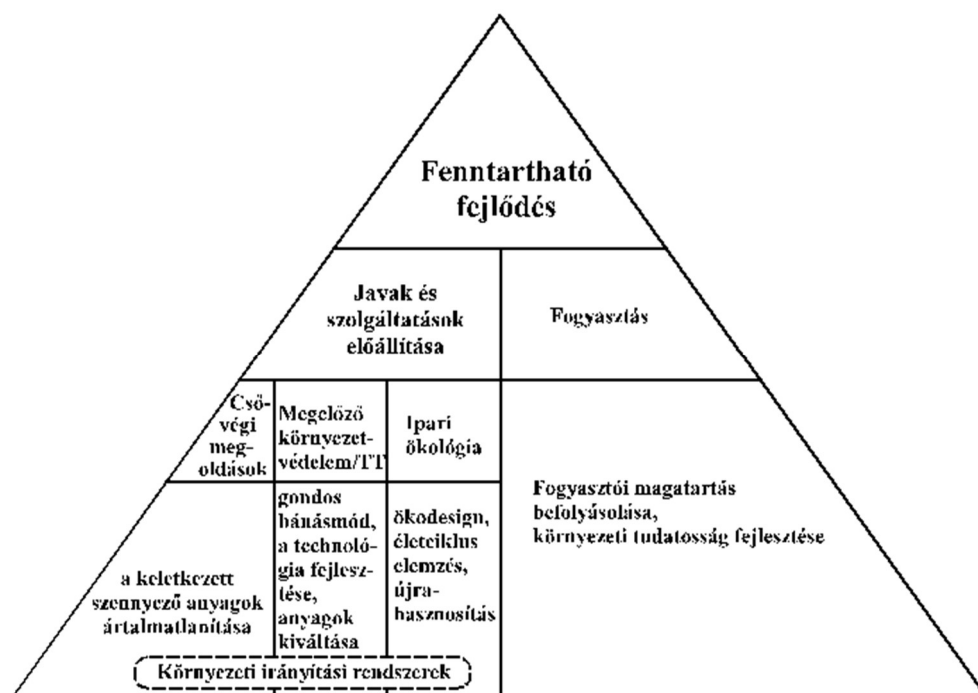 Fenntartható
fejlődés
Javak és
szolgáltatások
előállítása
Fogyasztás
Cső-
végi
meg-
oldások
Megelőző
környezet-
védelem/TT
Ipari
ökológia
a keletkezett
szennyező anyagok
ártalmatlanítása
gondos
bánásmód,
a technoló-
gia fejlesz-
tése,
anyagok
kiváltása
ökodesign,
életciklus
elemzés,
újra-
hasznosítás
Fogyasztói magatartás
befolyásolása,
környezeti tudatosság fejlesztése
Környezeti irányítási rendszerek